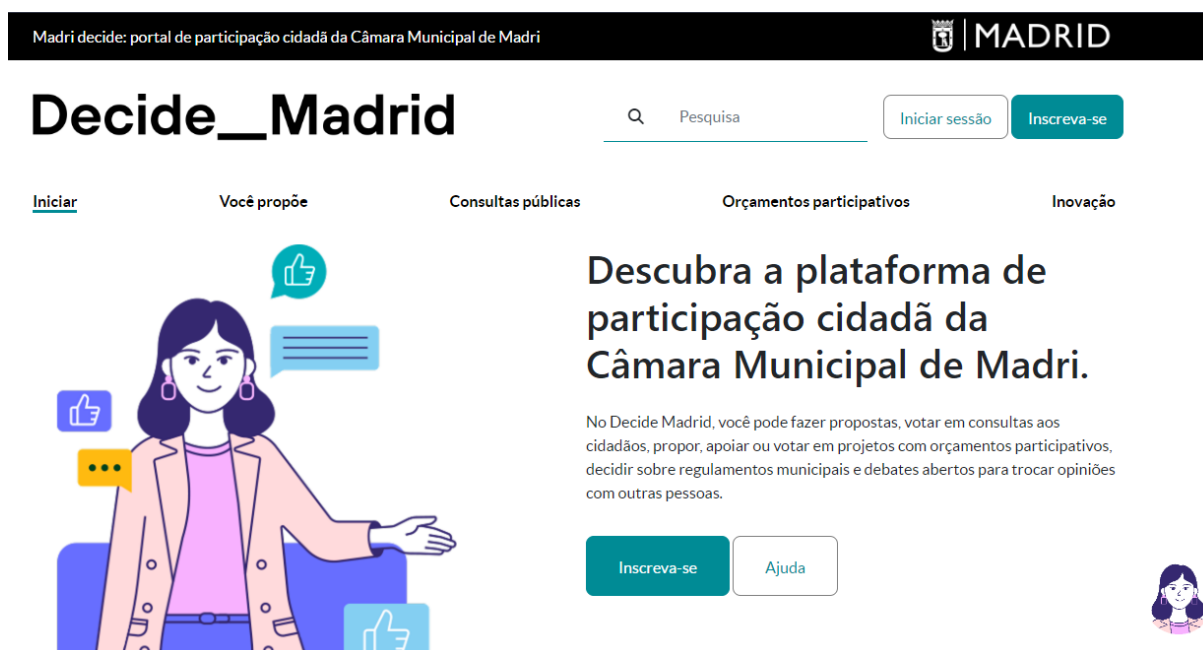 Madri decide: portal de participação cidadã da Câmara Municipal de Madri
MADRID
Decide__Madrid
Pesquisa
Iniciar sessão
Inscreva-se
Iniciar
Você propõe
Consultas públicas
Orçamentos participativos
Inovação
Descubra a plataforma de
participação cidadã da
Câmara Municipal de Madri.
No Decide Madrid, você pode fazer propostas, votar em consultas aos
cidadãos, propor, apoiar ou votar em projetos com orçamentos participativos,
decidir sobre regulamentos municipais e debates abertos para trocar opiniões
com outras pessoas.
Inscreva-se
Ajuda